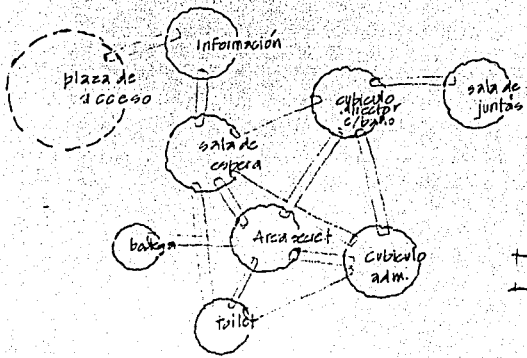 Información
plaza de
acceso
cubiculo
director
c/baño
sala de
juntas
sala de
espera
bodega
Area secret
cubiculo
adm.
toilet